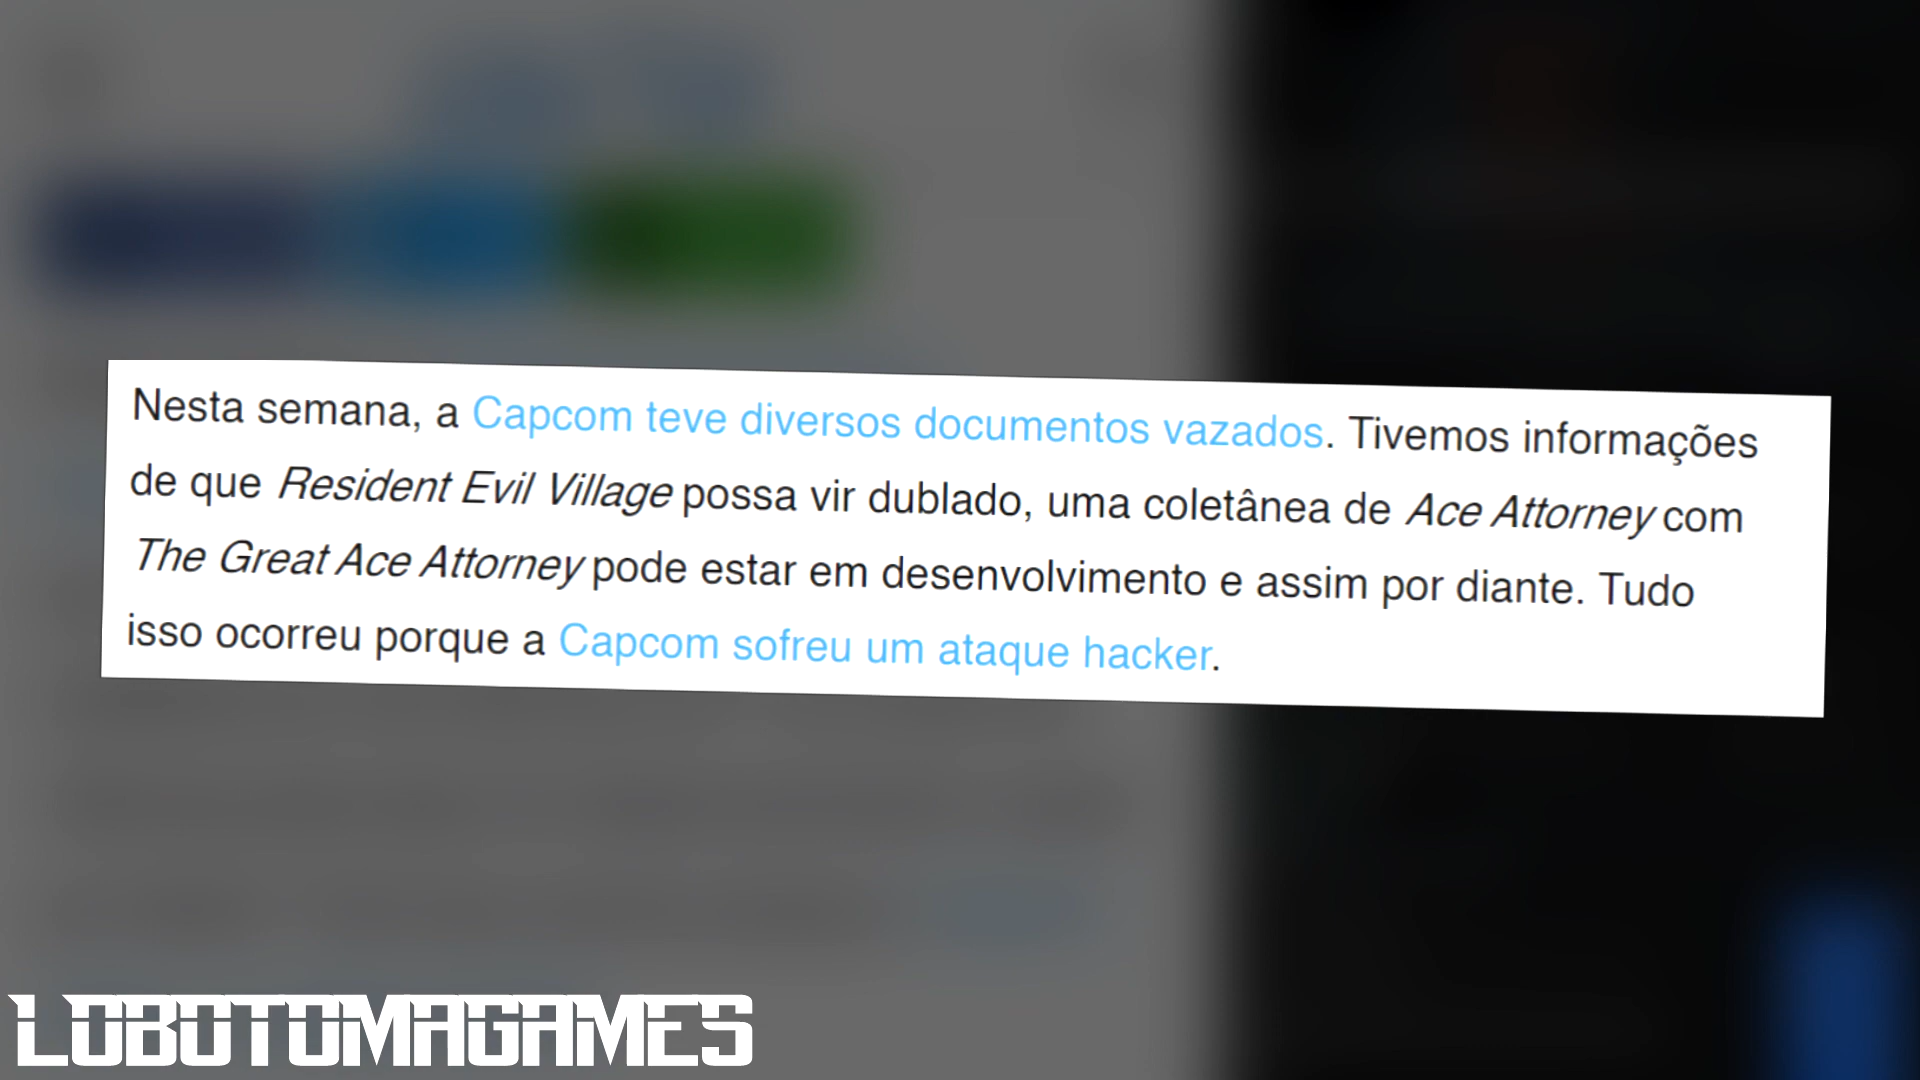 Nesta semana, a Capcom teve diversos documentos vazados. Tivemos informações
de que Resident Evil Village possa vir dublado, uma coletânea de Ace Attorney com
The Great Ace Attorney pode estar em desenvolvimento e assim por diante. Tudo
isso ocorreu porque a Capcom sofreu um ataque hacker.
LOBOTOMAGAMES